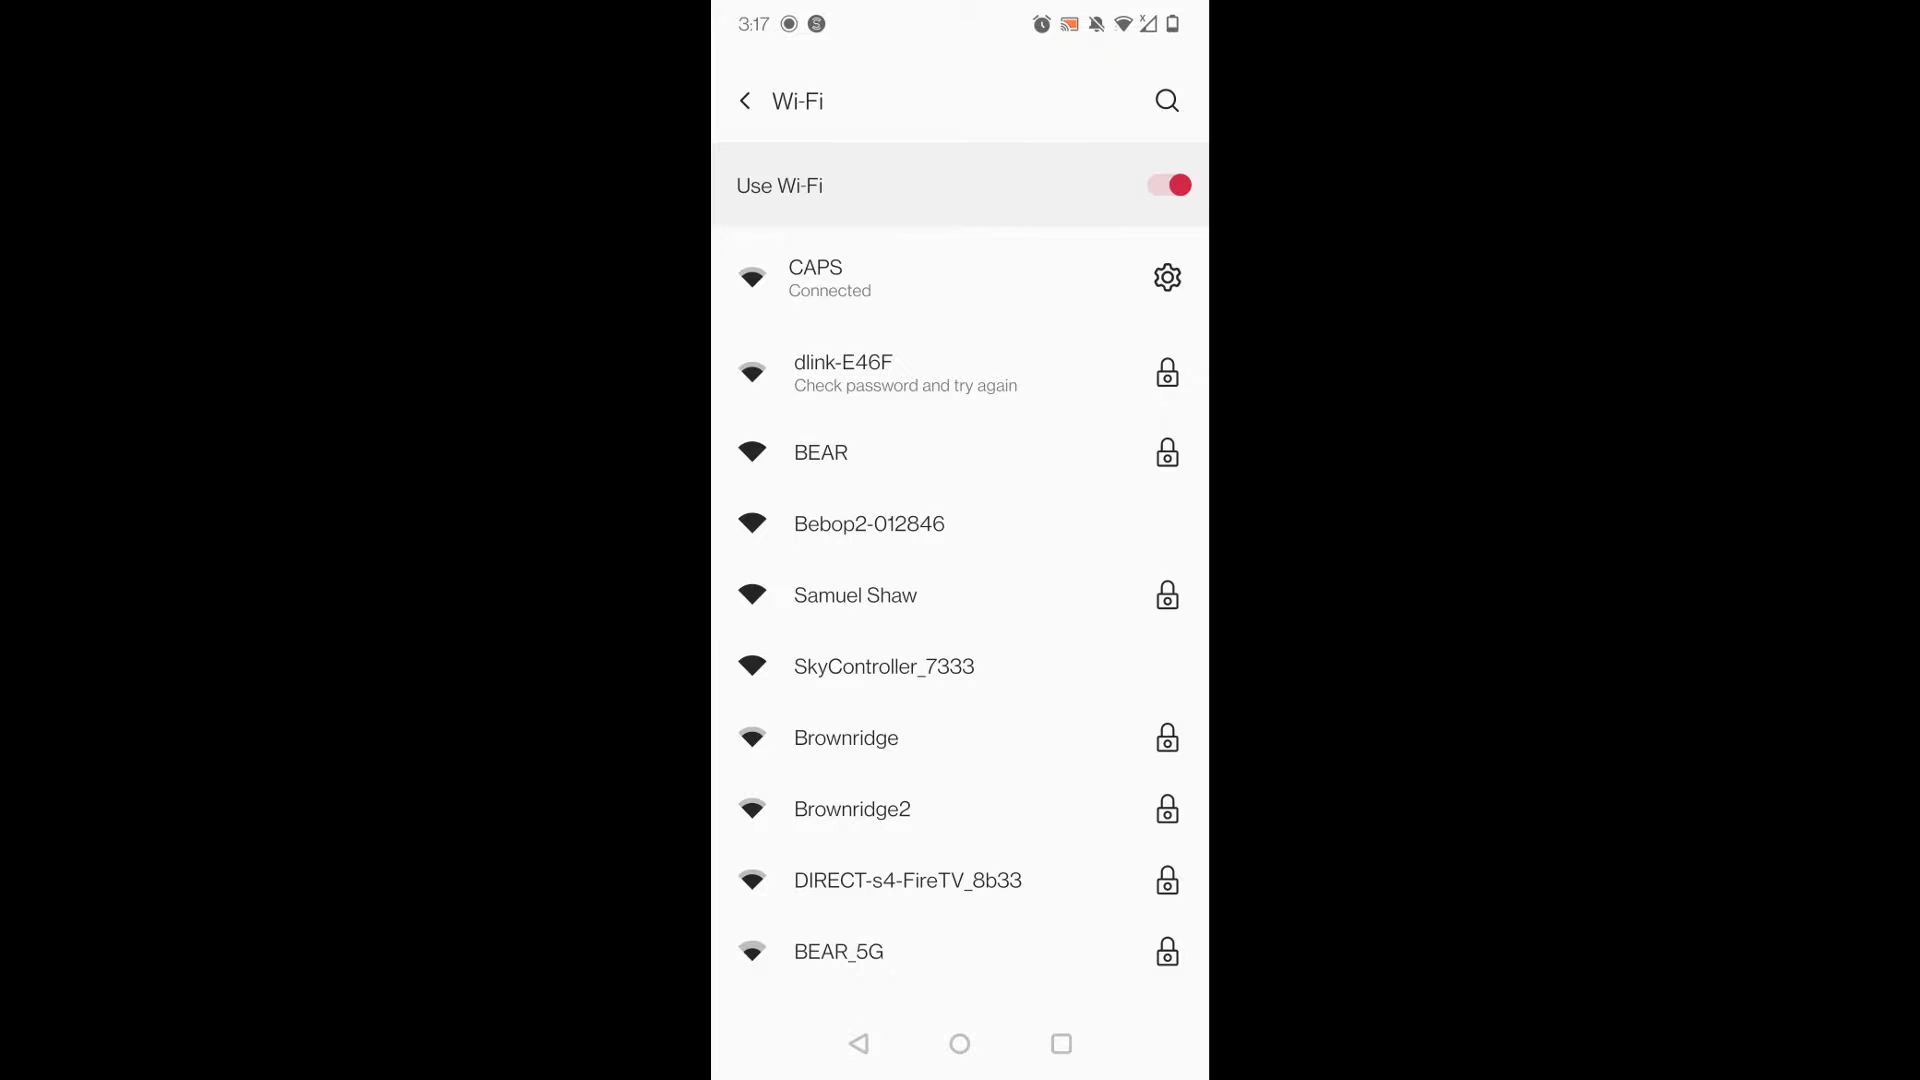 3:17
Wi-Fi
Use Wi-Fi
CAPS
Connected
dlink-E46F
Check password and try again
BEAR
Bebop2-012846
Samuel Shaw
SkyController_7333
Brownridge
Brownridge2
DIRECT-s4-FireTV_8b33
BEAR_5G